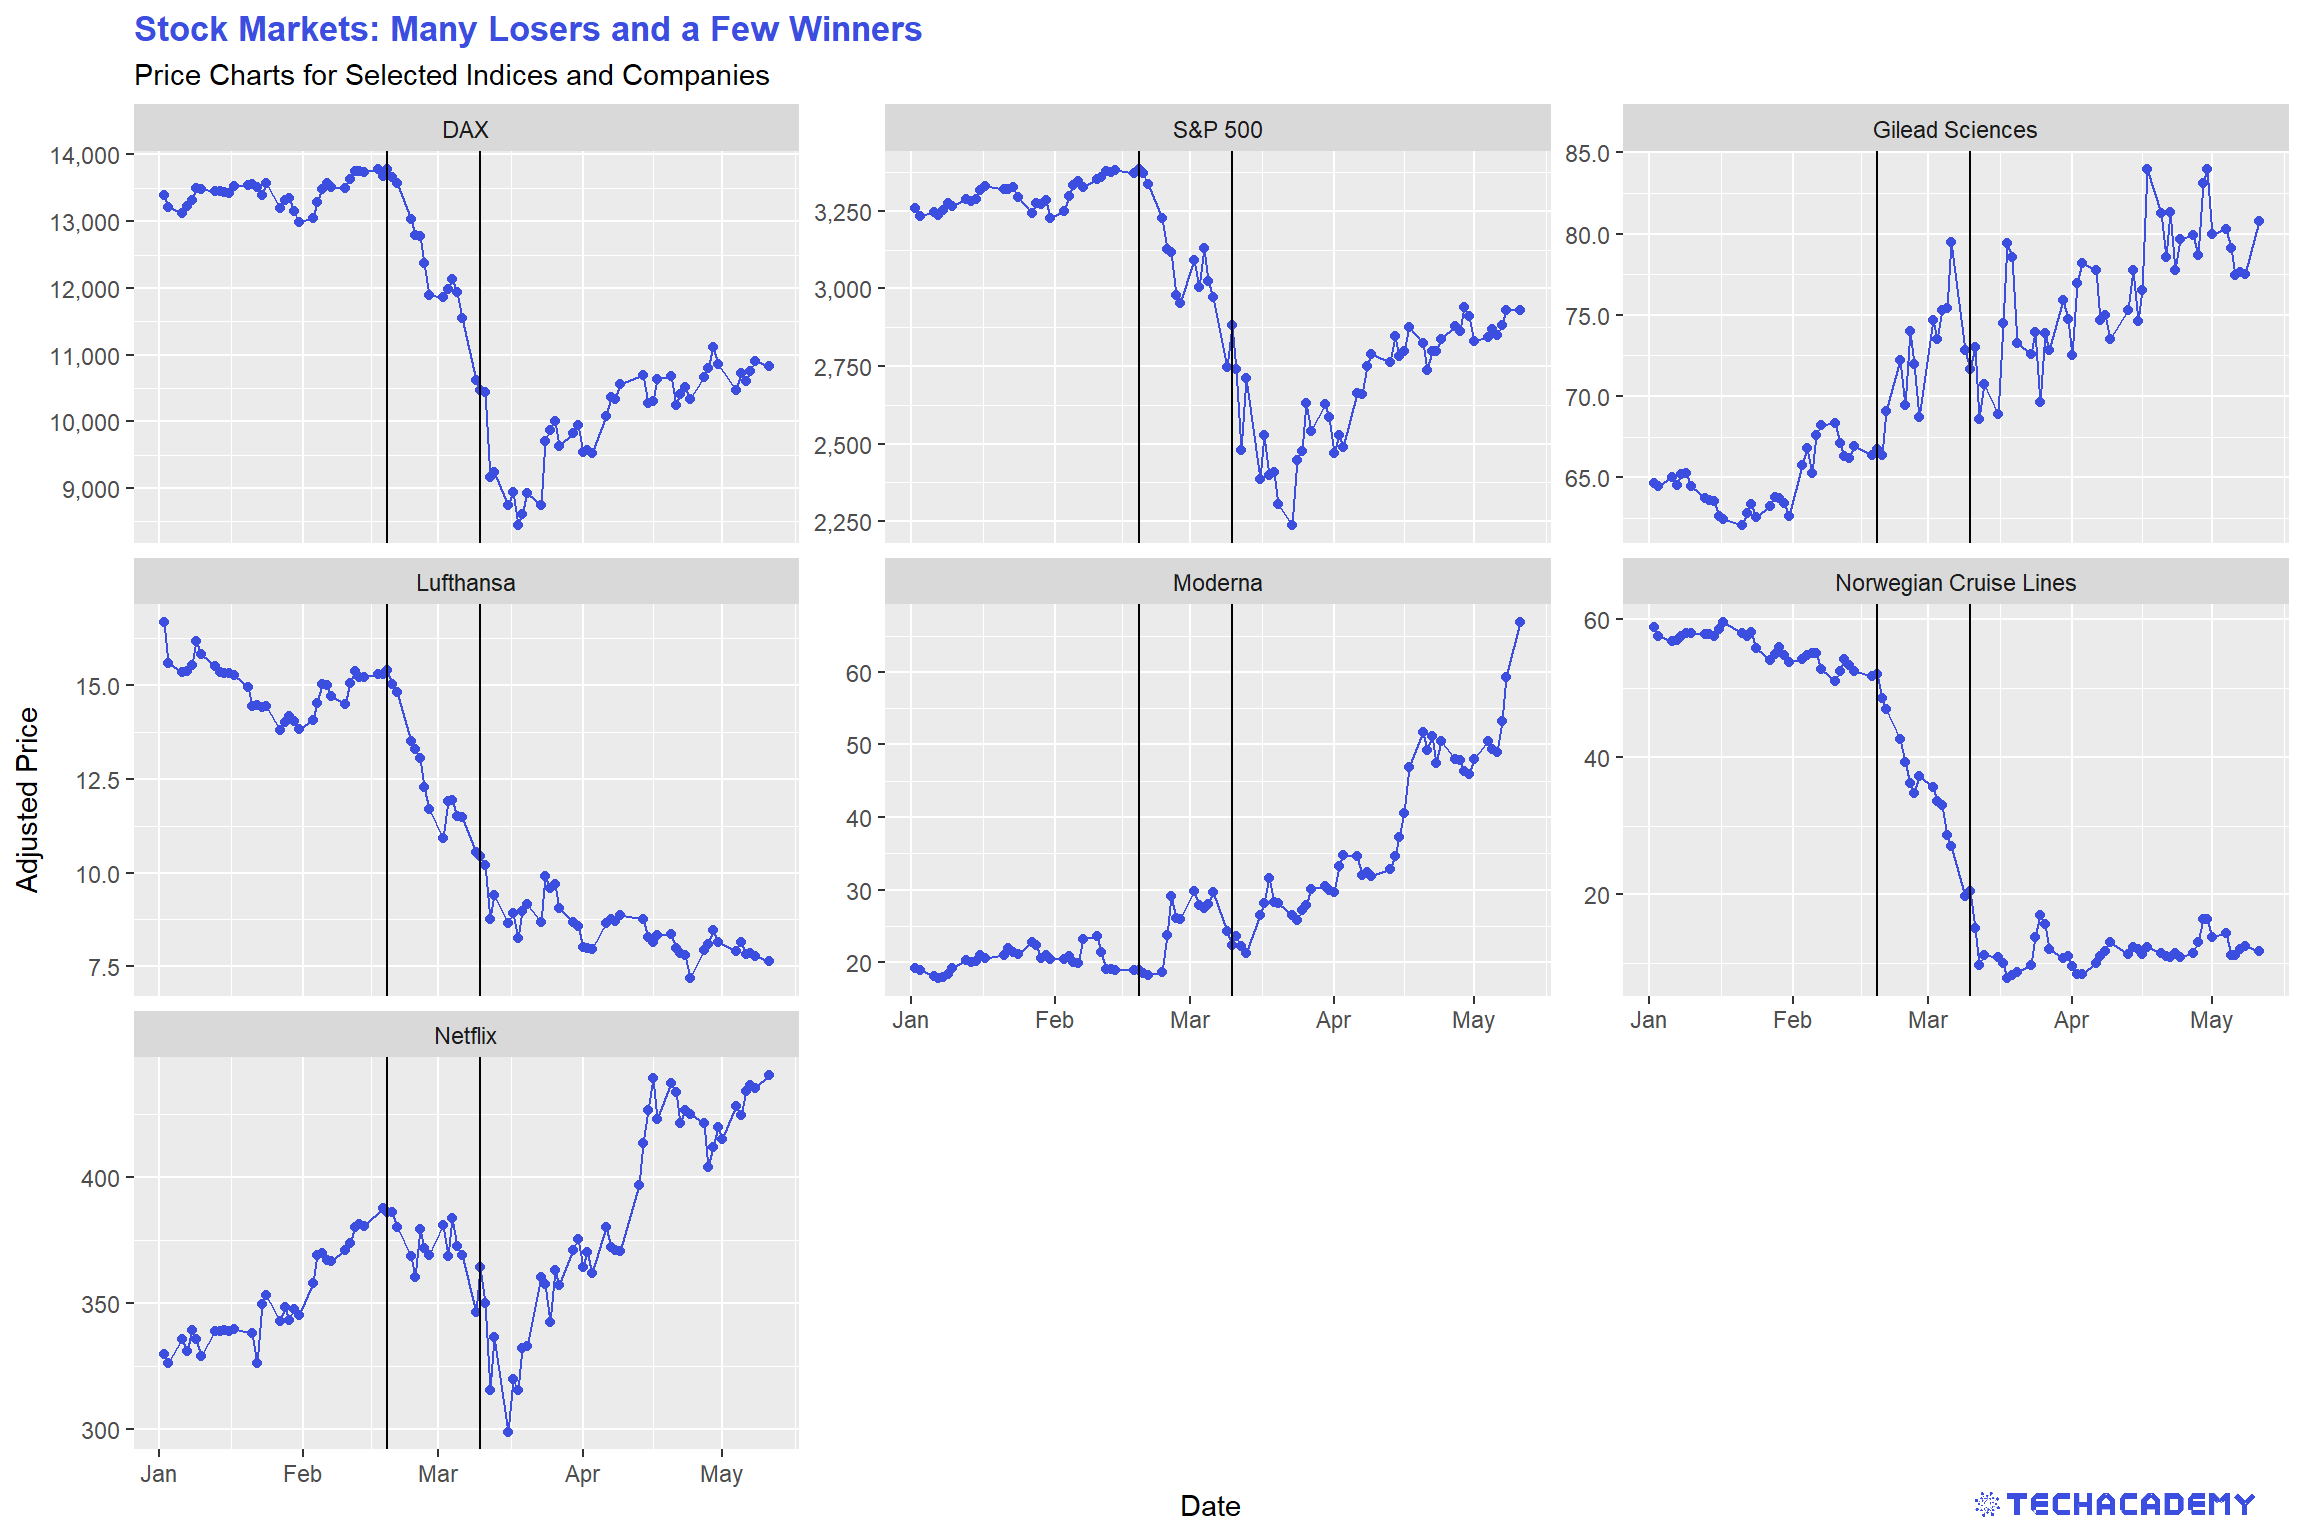 Stock Markets: Many Losers and a Few Winners
Price Charts for Selected Indices and Companies
DAX
S&P 500
Gilead Sciences
14,000
13,000
12,000
11,000
10,000
9,000
3,250
3,000
2,750
2,500
2,250
85.0
80.0
75.0
70.0
65.0
Lufthansa
Moderna
Norwegian Cruise Lines
15.0
12.5
10.0
7.5
60
50
40
30
20
60
40
20
Jan Feb Mar Apr May
Jan Feb Mar Apr May
Netflix
400
350
300
Jan Feb Mar Apr May
Adjusted Price
Date
TECHACADEMY